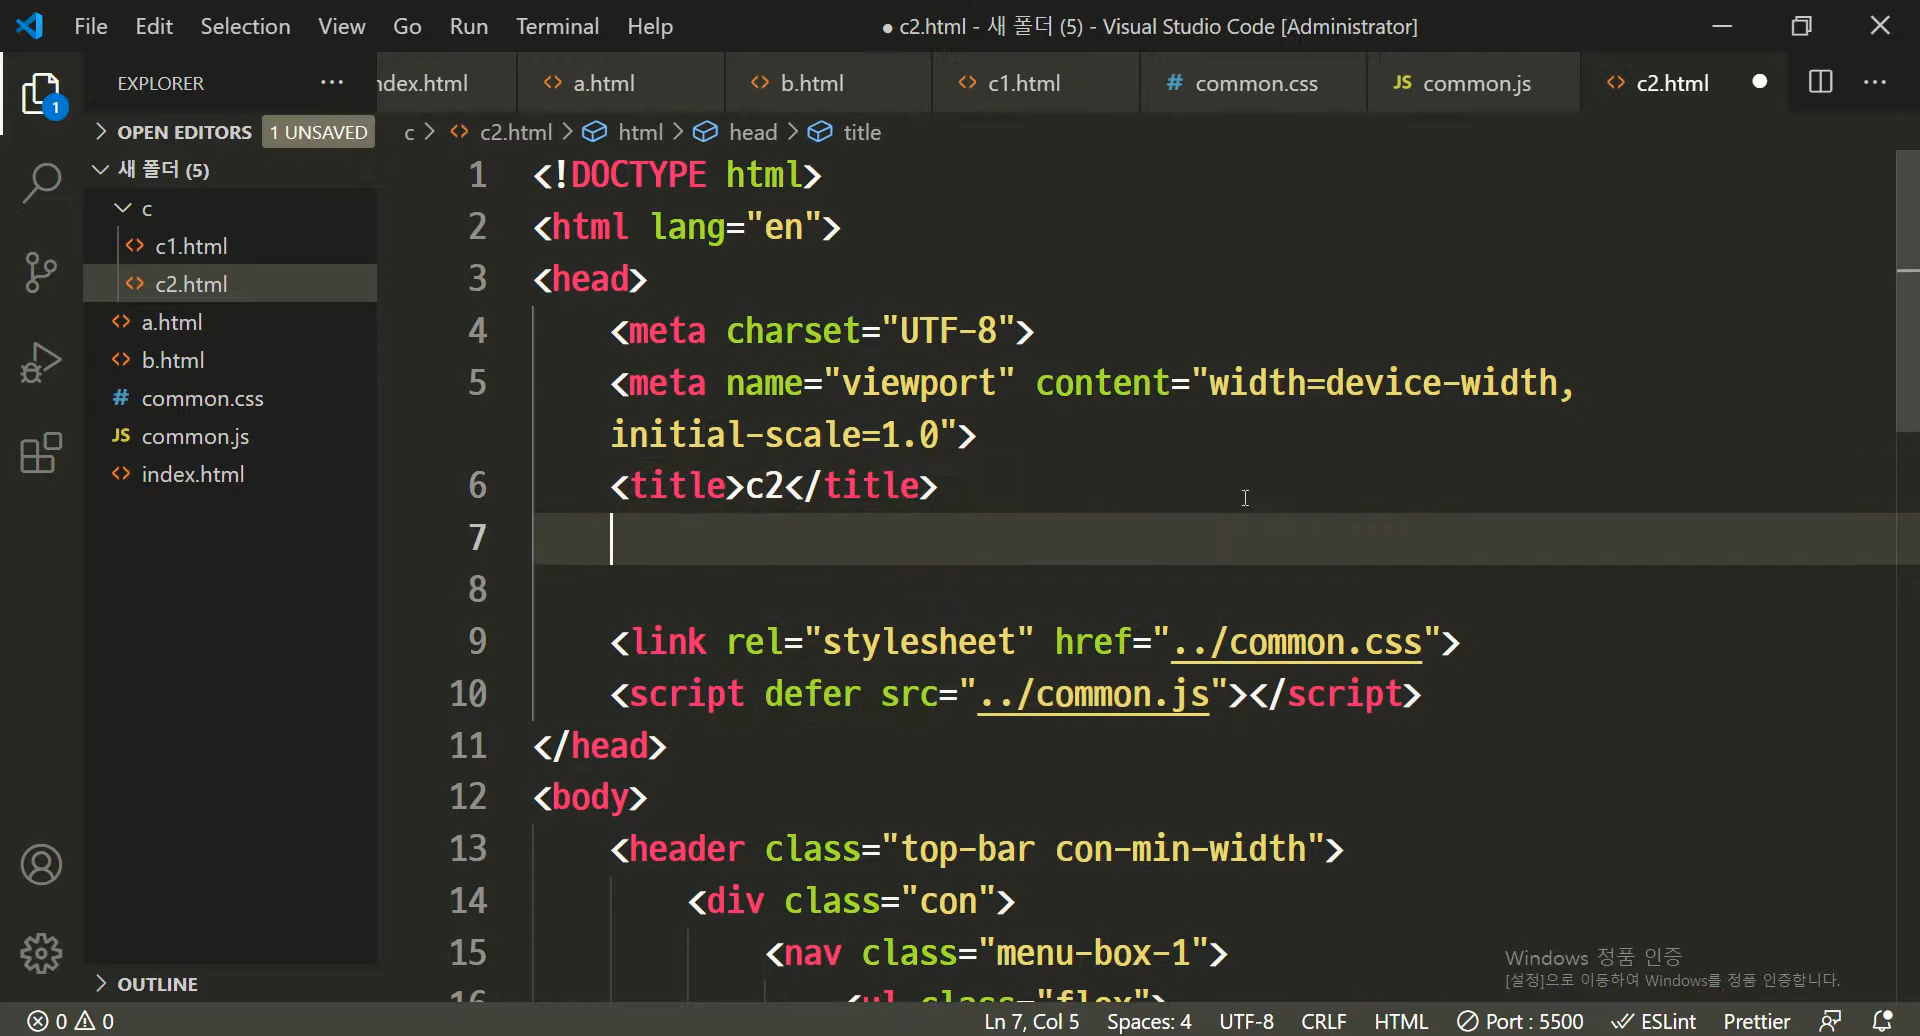 File Edit Selection View Go Run Terminal Help
● c2.html - 새 폴더 (5) - Visual Studio Code [Administrator]
EXPLORER ···
ndex.html a.html b.html c1.html # common.css JS common.js c2.html
1
OPEN EDITORS 1 UNSAVED
c > c2.html > html > head > title
새 폴더 (5)
c
c1.html
c2.html
a.html
b.html
# common.css
JS common.js
index.html
OUTLINE
1 <!DOCTYPE html>
2 <html lang="en">
3 <head>
4 <meta charset="UTF-8">
5 <meta name="viewport" content="width=device-width,
initial-scale=1.0">
6 <title>c2</title>
7
8
9 <link rel="stylesheet" href="../common.css">
10 <script defer src="../common.js"></script>
11 </head>
12 <body>
13 <header class="top-bar con-min-width">
14 <div class="con">
15 <nav class="menu-box-1">
16 <ul class="flex">
Windows 정품 인증
[설정]으로 이동하여 Windows를 정품 인증합니다.
0 0 Ln 7, Col 5 Spaces: 4 UTF-8 CRLF HTML Port : 5500 ESLint Prettier